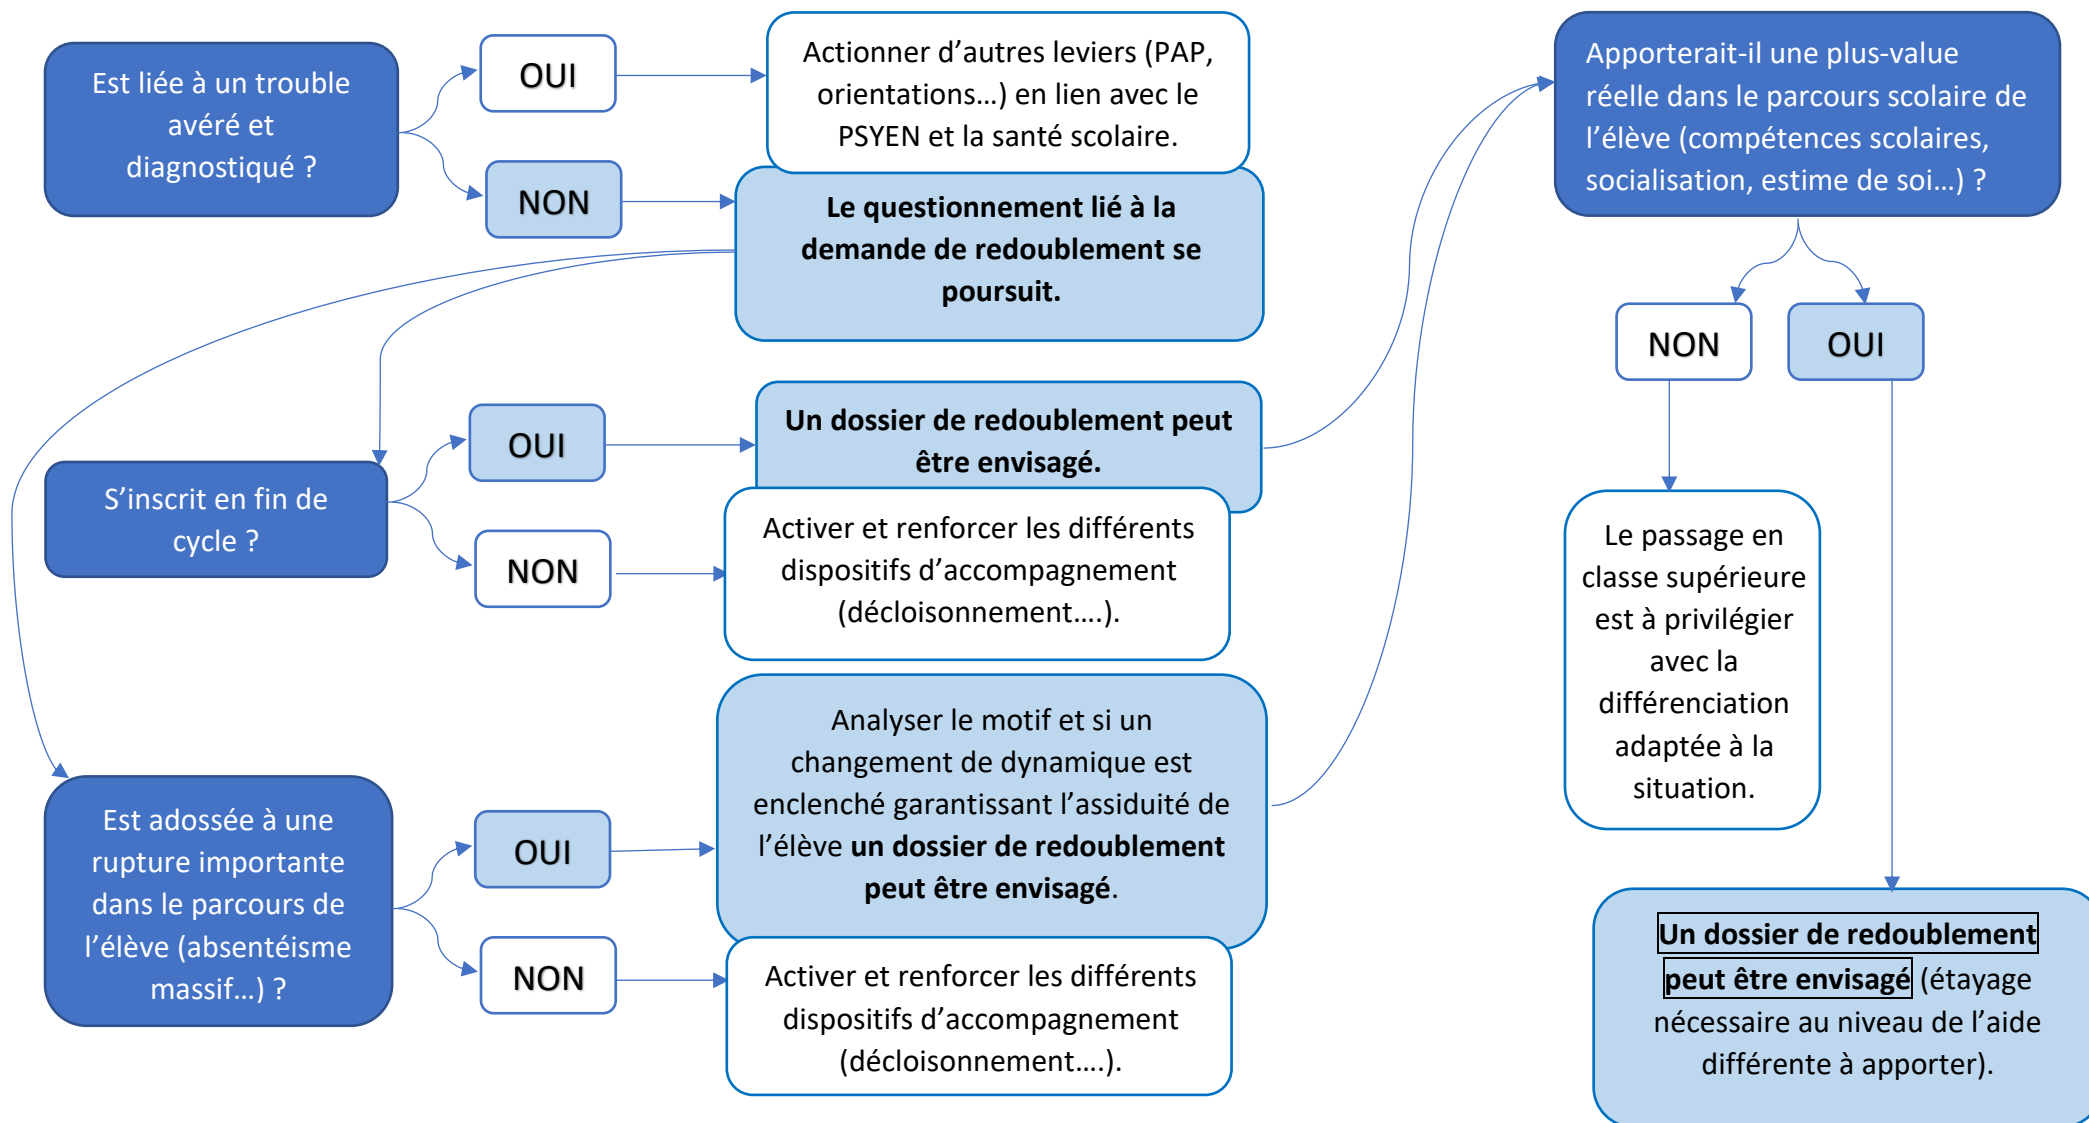 Est liée à un trouble
avéré et
diagnostiqué ?
OUI
Actionner d’autres leviers (PAP,
orientations…) en lien avec le
PSYEN et la santé scolaire.
NON
Le questionnement lié à la
demande de redoublement se
poursuit.
S’inscrit en fin de
cycle ?
OUI
Un dossier de redoublement peut
être envisagé.
NON
Activer et renforcer les différents
dispositifs d’accompagnement
(décloisonnement….).
Est adossée à une
rupture importante
dans le parcours de
l’élève (absentéisme
massif…) ?
OUI
Analyser le motif et si un
changement de dynamique est
enclenché garantissant l’assiduité de
l’élève un dossier de redoublement
peut être envisagé.
NON
Activer et renforcer les différents
dispositifs d’accompagnement
(décloisonnement….).
Apporterait-il une plus-value
réelle dans le parcours scolaire de
l’élève (compétences scolaires,
socialisation, estime de soi…) ?
NON
OUI
Le passage en
classe supérieure
est à privilégier
avec la
différenciation
adaptée à la
situation.
Un dossier de redoublement
peut être envisagé (étayage
nécessaire au niveau de l’aide
différente à apporter).